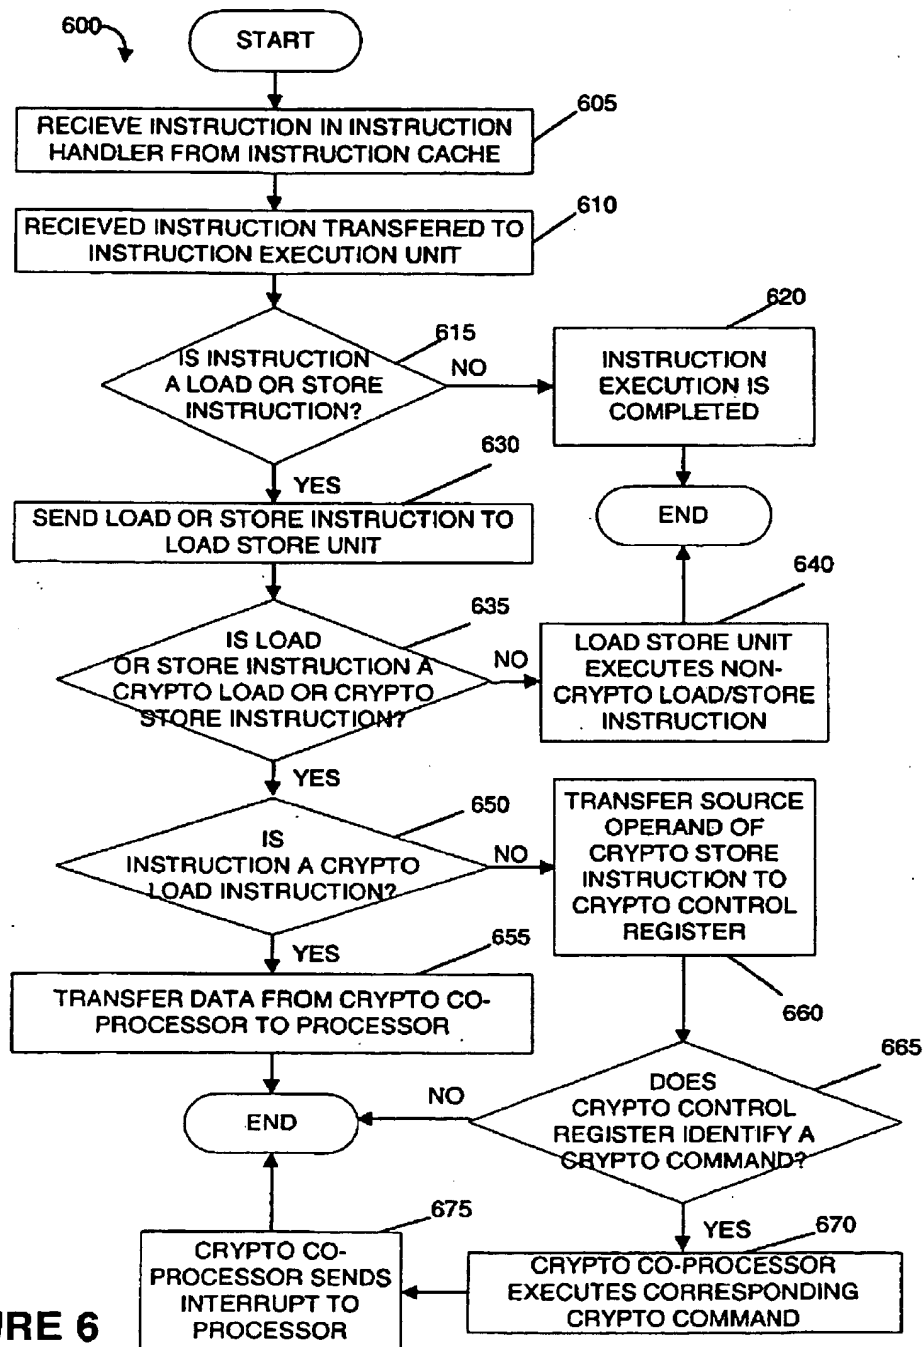 600
START
605
RECIEVE INSTRUCTION IN INSTRUCTION
HANDLER FROM INSTRUCTION CACHE
610
RECIEVED INSTRUCTION TRANSFERED TO
INSTRUCTION EXECUTION UNIT
615
IS INSTRUCTION
A LOAD OR STORE
INSTRUCTION?
NO
620
INSTRUCTION
EXECUTION IS
COMPLETED
END
YES
630
SEND LOAD OR STORE INSTRUCTION TO
LOAD STORE UNIT
635
IS LOAD
OR STORE INSTRUCTION A
CRYPTO LOAD OR CRYPTO
STORE INSTRUCTION?
NO
640
LOAD STORE UNIT
EXECUTES NON-
CRYPTO LOAD/STORE
INSTRUCTION
YES
650
IS
INSTRUCTION A CRYPTO
LOAD INSTRUCTION?
NO
TRANSFER SOURCE
OPERAND OF
CRYPTO STORE
INSTRUCTION TO
CRYPTO CONTROL
REGISTER
660
YES
655
TRANSFER DATA FROM CRYPTO CO-
PROCESSOR TO PROCESSOR
END
NO
665
DOES
CRYPTO CONTROL
REGISTER IDENTIFY A
CRYPTO COMMAND?
YES
670
CRYPTO CO-PROCESSOR
EXECUTES CORRESPONDING
CRYPTO COMMAND
675
CRYPTO CO-
PROCESSOR SENDS
INTERRUPT TO
PROCESSOR
URE 6